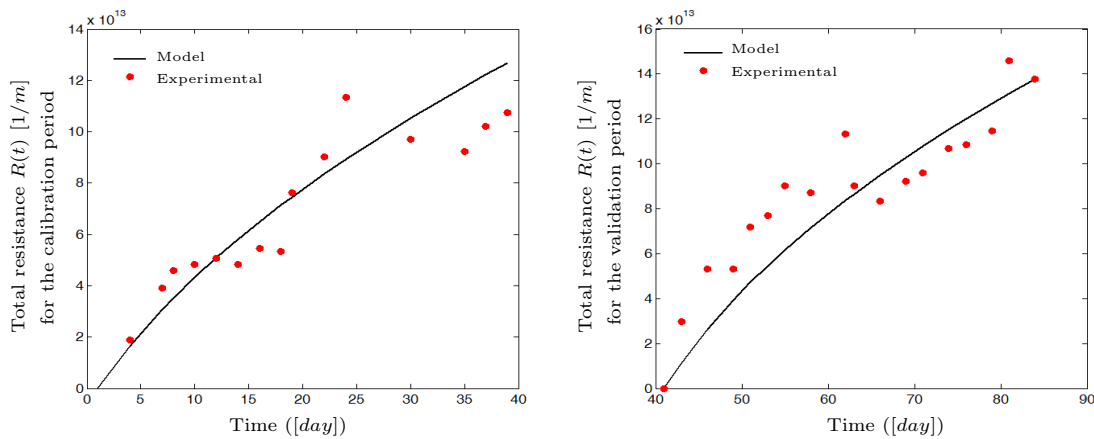 × 10^13
14
12
10
8
6
4
2
0
0 5 10 15 20 25 30 35 40
Total resistance R(t) [1/m]
for the calibration period
Time ([day])
Model
Experimental
× 10^13
16
14
12
10
8
6
4
2
0
40 50 60 70 80 90
Total resistance R(t) [1/m]
for the validation period
Time ([day])
Model
Experimental